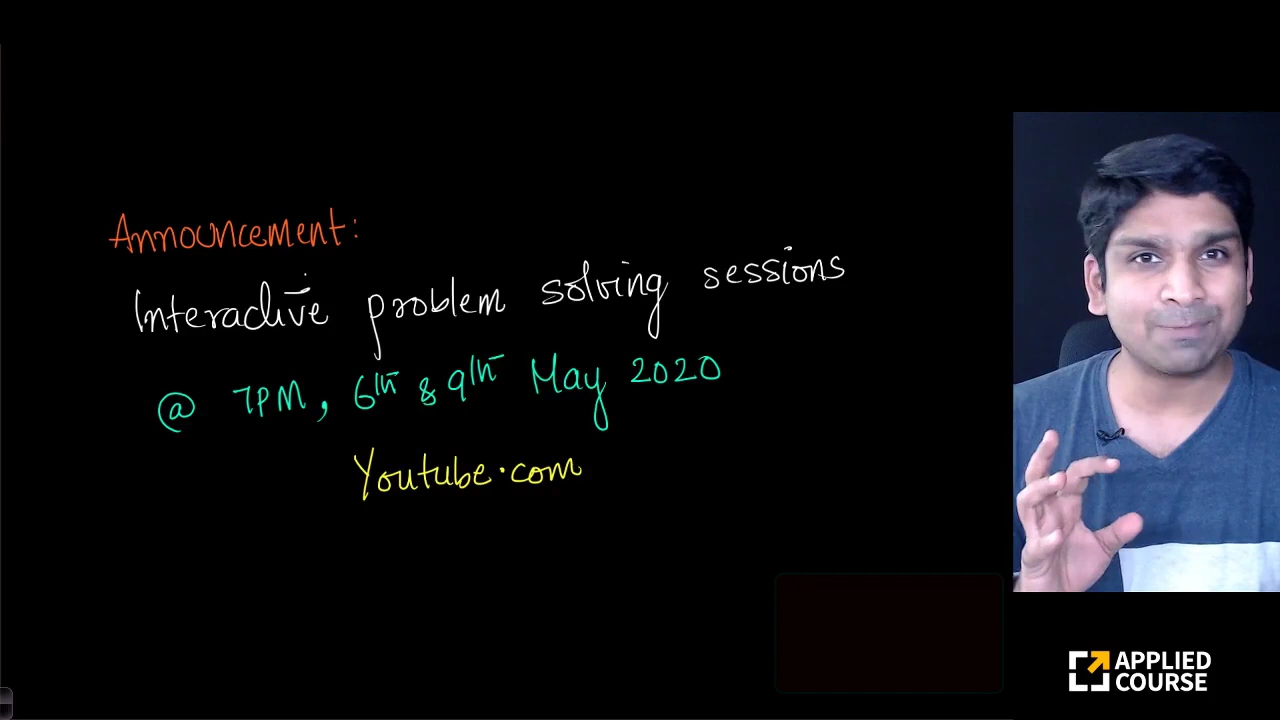 Announcement:
Interactive problem solving sessions
@ 7PM, 6th & 9th May 2020
Youtube.com
APPLIED
COURSE